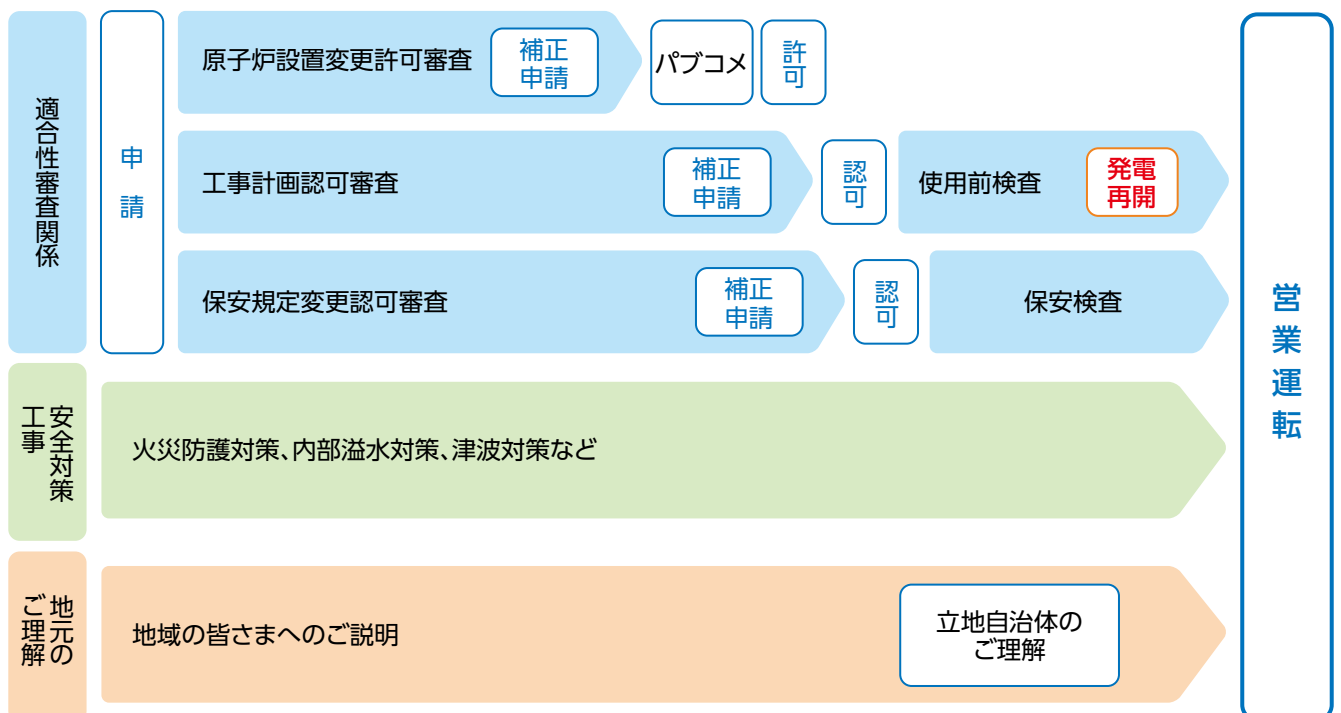 適合性審査関係
申請
原子炉設置変更許可審査
補正
申請
パブコメ
許可
工事計画認可審査
補正
申請
認可
使用前検査
発電
再開
保安規定変更認可審査
補正
申請
認可
保安検査
安全対策
工事
火災防護対策、内部溢水対策、津波対策など
地元の
ご理解
地域の皆さまへのご説明
立地自治体の
ご理解
営業運転